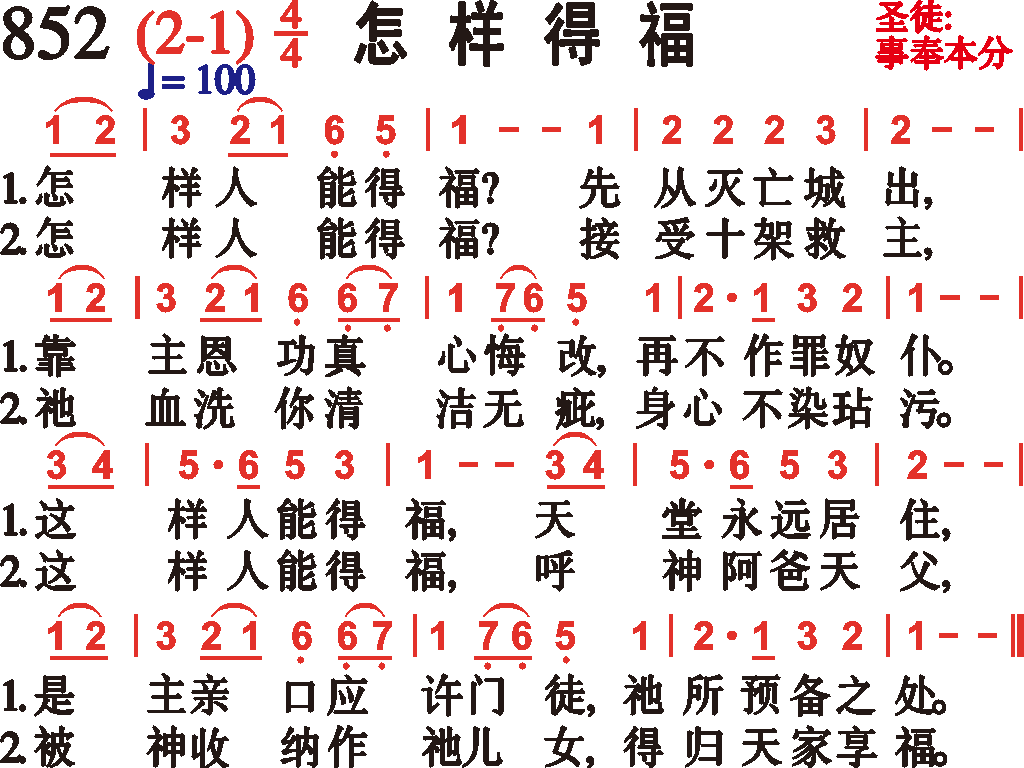 852 (2-1) 4/4 怎样得福 圣徒:
♩= 100 事奉本分
1 2 | 3 2 1 6 5 | 1 - - 1 | 2 2 2 3 | 2 - - |
1.怎 样人 能得 福? 先 从灭亡城 出,
2.怎 样人 能得 福? 接 受十架救 主,
1 2 | 3 2 1 6 6 7 | 1 7 6 5 1 | 2 · 1 3 2 | 1 - - |
1.靠 主恩 功真 心悔 改, 再不 作罪奴 仆。
2.祂 血洗 你清 洁无 疵, 身心 不染玷 污。
3 4 | 5 · 6 5 3 | 1 - - 3 4 | 5 · 6 5 3 | 2 - - |
1.这 样 人能得 福, 天 堂 永远居 住,
2.这 样 人能得 福, 呼 神 阿爸天 父,
1 2 | 3 2 1 6 6 7 | 1 7 6 5 1 | 2 · 1 3 2 | 1 - - ‖
1.是 主亲 口应 许门 徒, 祂所 预备之 处。
2.被 神收 纳作 祂儿 女, 得归 天家享 福。